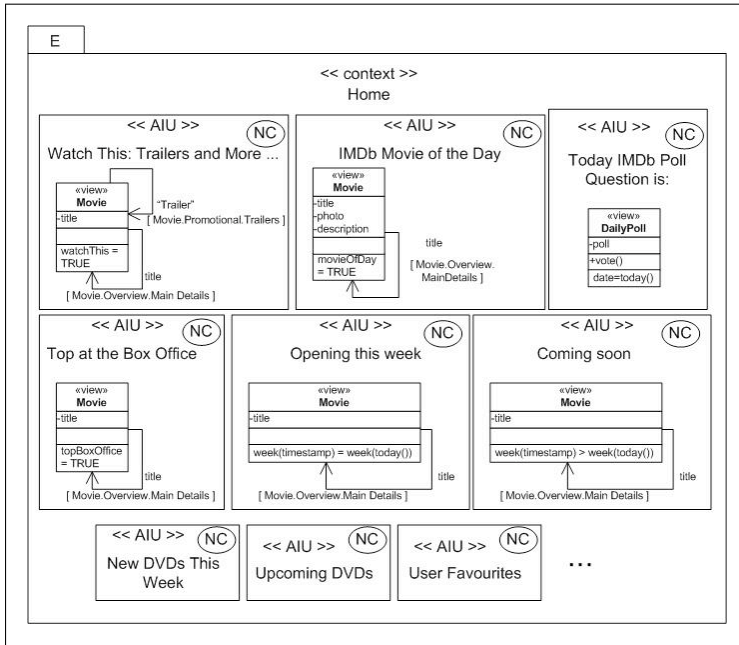 E
<< context >>
Home
<< AIU >>
NC
Watch This: Trailers and More ...
«view»
Movie
-title
"Trailer"
[ Movie.Promotional.Trailers ]
watchThis =
TRUE
title
[ Movie.Overview.Main Details ]
<< AIU >>
NC
IMDb Movie of the Day
«view»
Movie
-title
-photo
-description
title
movieOfDay
= TRUE
[ Movie.Overview.
MainDetails ]
<< AIU >>
NC
Today IMDb Poll
Question is:
«view»
DailyPoll
-poll
+vote()
date=today()
<< AIU >>
NC
Top at the Box Office
«view»
Movie
-title
topBoxOffice
= TRUE
title
[ Movie.Overview.Main Details ]
<< AIU >>
NC
Opening this week
«view»
Movie
-title
week(timestamp) = week(today())
title
[ Movie.Overview.Main Details ]
<< AIU >>
NC
Coming soon
«view»
Movie
-title
week(timestamp) > week(today())
title
[ Movie.Overview.Main Details ]
<< AIU >>
NC
New DVDs This
Week
<< AIU >>
NC
Upcoming DVDs
<< AIU >>
NC
User Favourites
...